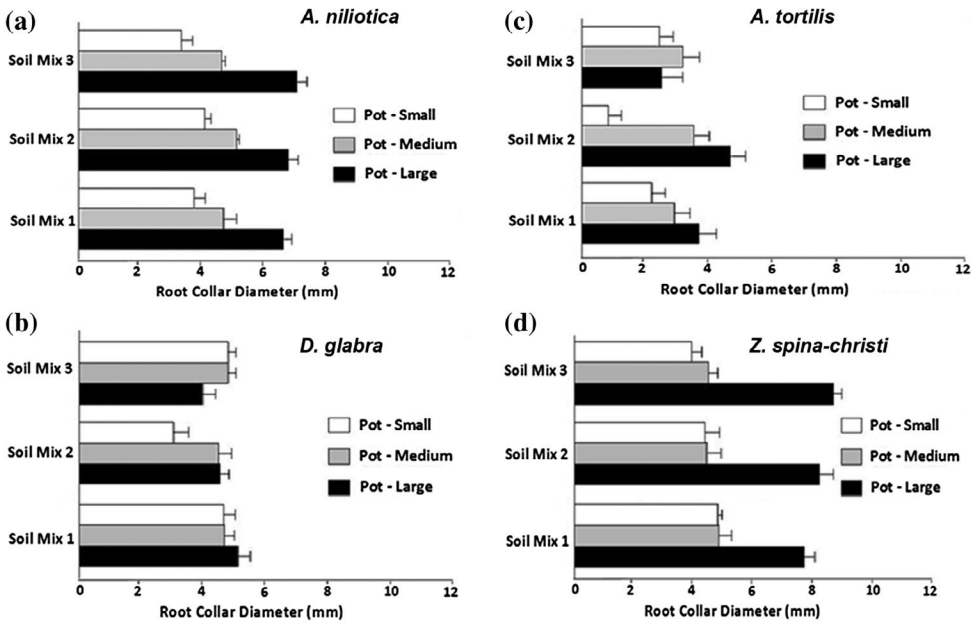 (a)
A. niliotica
Soil Mix 3
Soil Mix 2
Soil Mix 1
Pot - Small
Pot - Medium
Pot - Large
0 2 4 6 8 10 12
Root Collar Diameter (mm)
(c)
A. tortilis
Soil Mix 3
Soil Mix 2
Soil Mix 1
Pot - Small
Pot - Medium
Pot - Large
0 2 4 6 8 10 12
Root Collar Diameter (mm)
(b)
D. glabra
Soil Mix 3
Soil Mix 2
Soil Mix 1
Pot - Small
Pot - Medium
Pot - Large
0 2 4 6 8 10 12
Root Collar Diameter (mm)
(d)
Z. spina-christi
Soil Mix 3
Soil Mix 2
Soil Mix 1
Pot - Small
Pot - Medium
Pot - Large
0 2 4 6 8 10 12
Root Collar Diameter (mm)